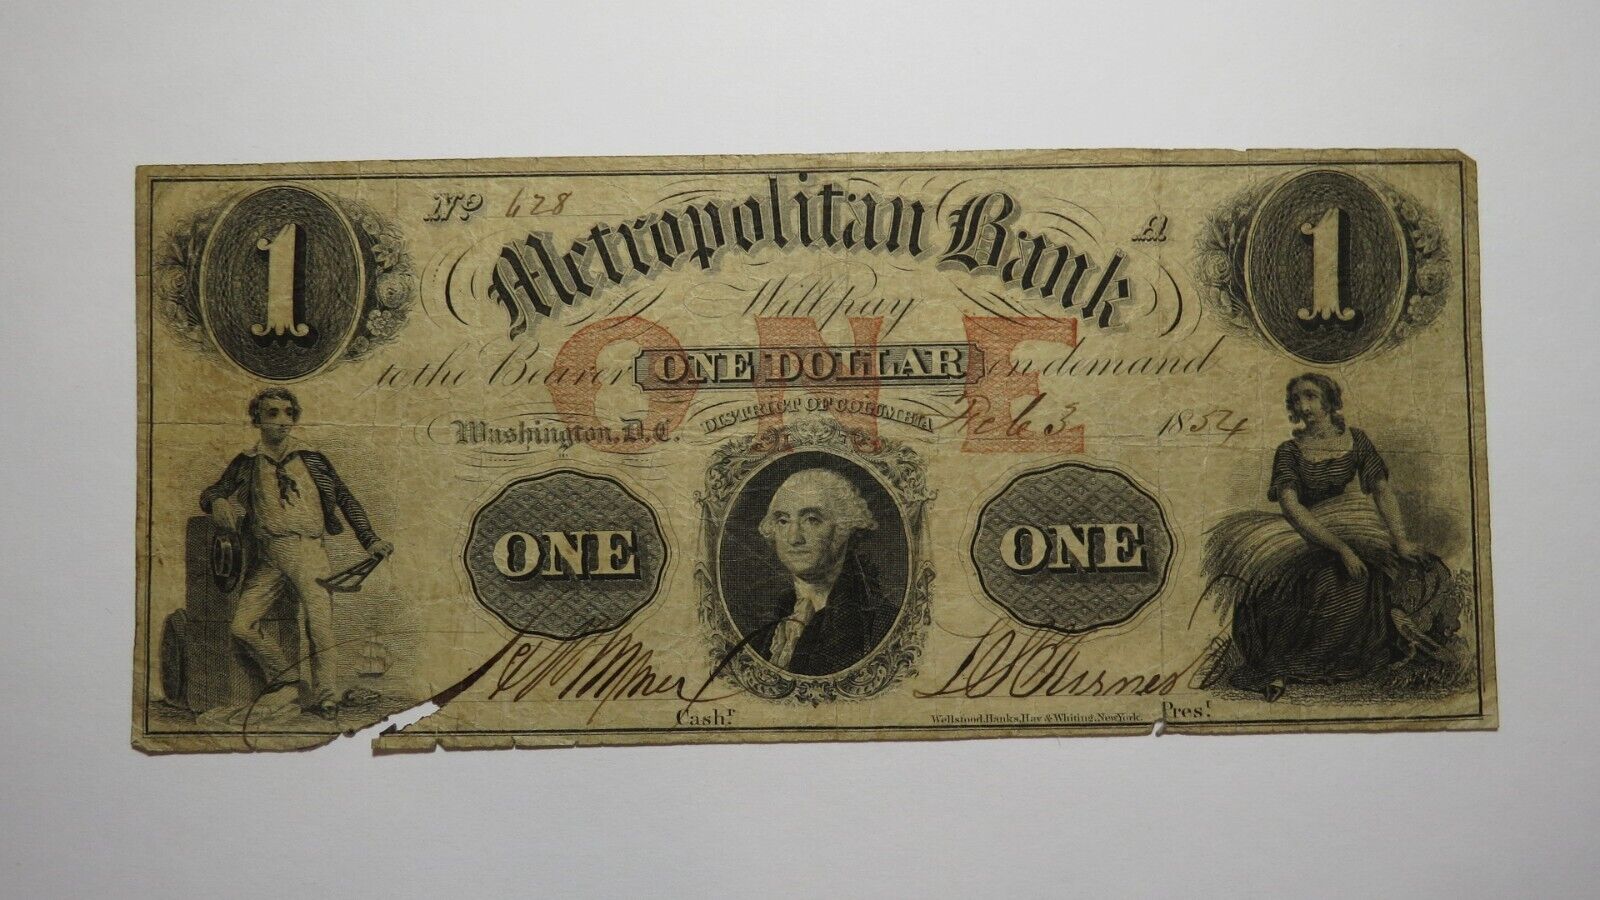 1 No 628 A 1
Metropolitan Bank
Will pay
ONE
to the Bearer ONE DOLLAR on demand
DISTRICT OF COLUMBIA
Washington, D.C. Feb 3 1854
ONE ONE
Cash.r Wellstood, Hanks, Hay & Whiting, New York. Pres.t